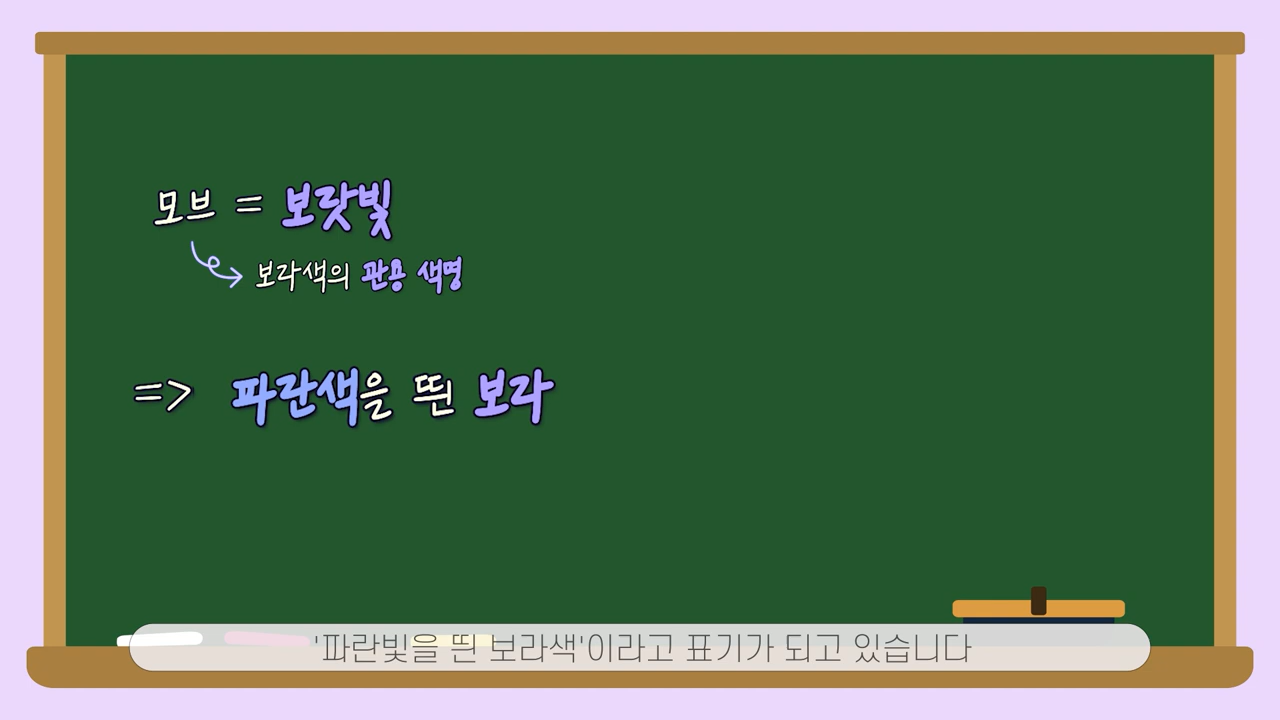 모브 = 보랏빛
보라색의 관용 색명
=> 파란색을 띈 보라
'파란빛을 띈 보라색'이라고 표기가 되고 있습니다